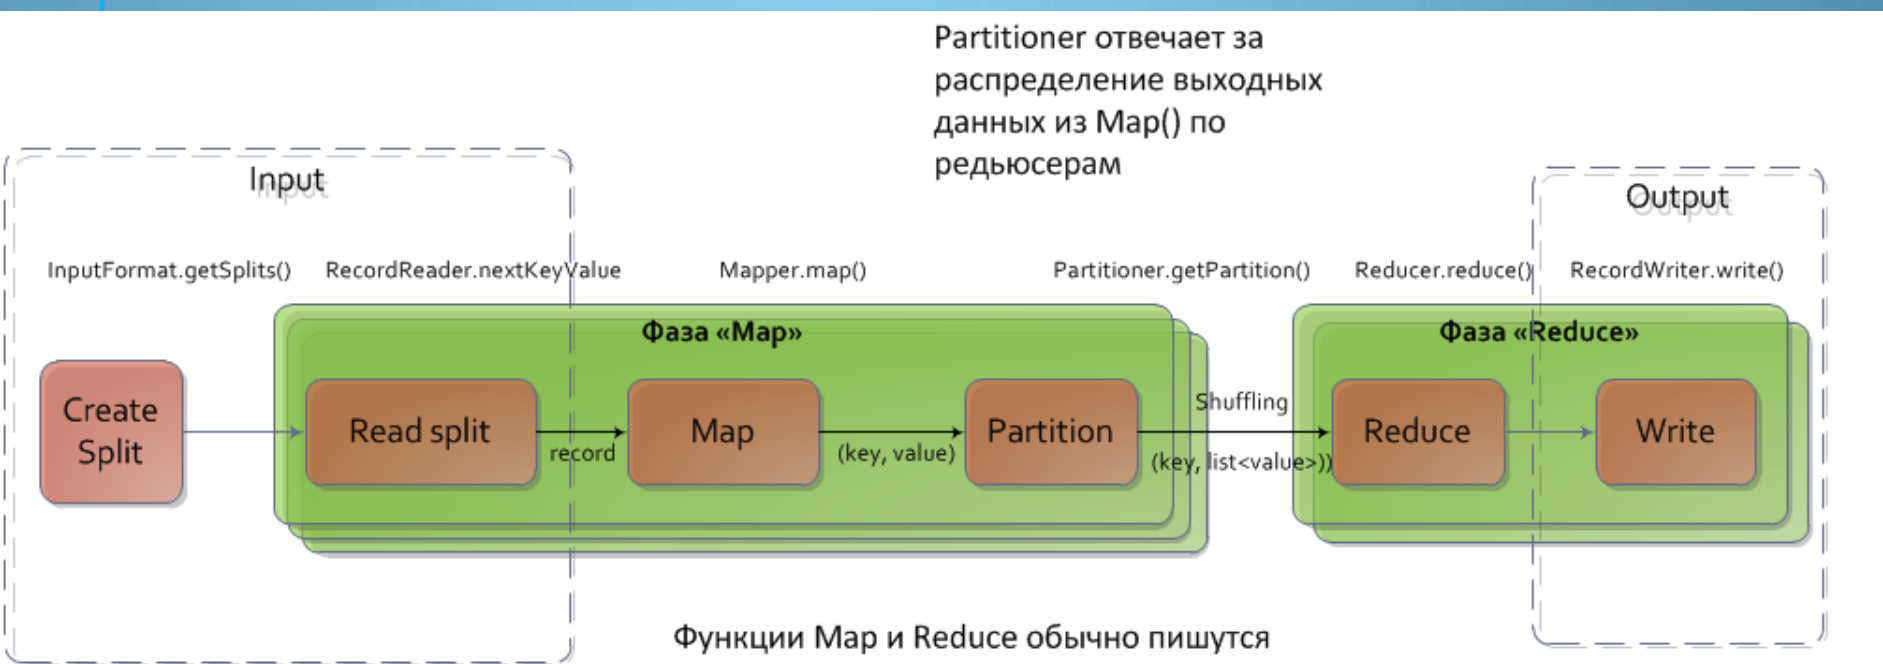 Partitioner отвечает за
распределение выходных
данных из Map() по
редьюсерам
Input
Output
InputFormat.getSplits()
RecordReader.nextKeyValue
Mapper.map()
Partitioner.getPartition()
Reducer.reduce()
RecordWriter.write()
Фаза «Map»
Фаза «Reduce»
Create
Split
Read split
record
Map
(key, value)
Partition
Shuffling
(key, list<value>))
Reduce
Write
Функции Map и Reduce обычно пишутся